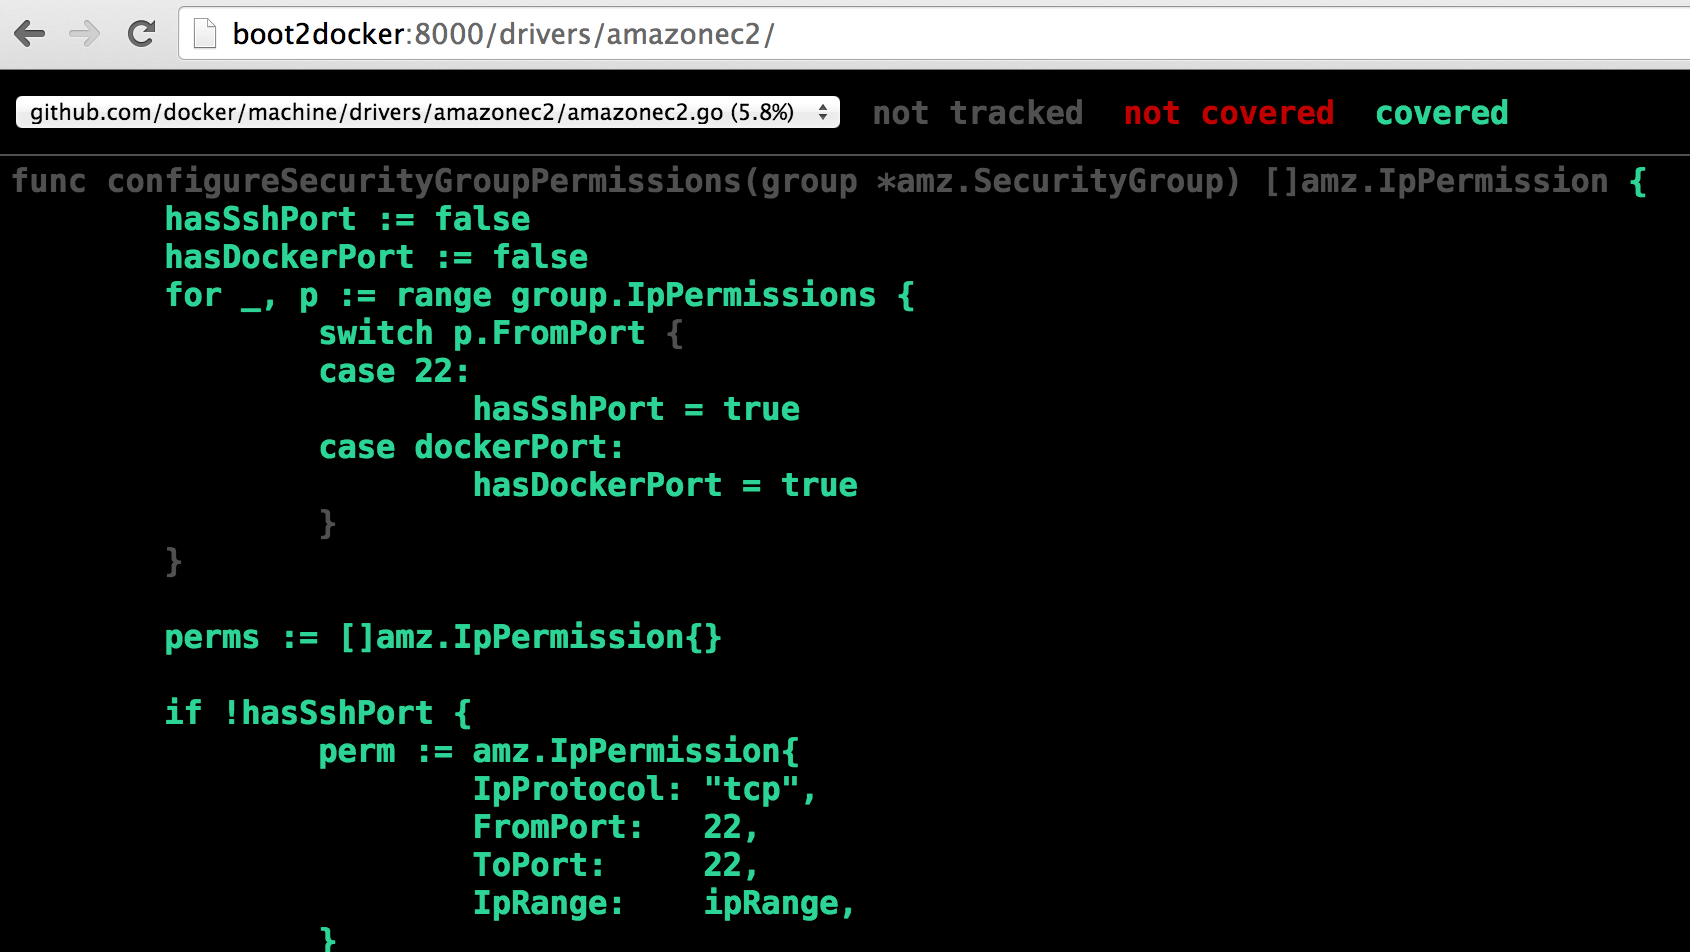 boot2docker:8000/drivers/amazonec2/
github.com/docker/machine/drivers/amazonec2/amazonec2.go (5.8%) not tracked not covered covered
func configureSecurityGroupPermissions(group *amz.SecurityGroup) []amz.IpPermission {
hasSshPort := false
hasDockerPort := false
for _, p := range group.IpPermissions {
switch p.FromPort {
case 22:
hasSshPort = true
case dockerPort:
hasDockerPort = true
}
}
perms := []amz.IpPermission{}
if !hasSshPort {
perm := amz.IpPermission{
IpProtocol: "tcp",
FromPort: 22,
ToPort: 22,
IpRange: ipRange,
}